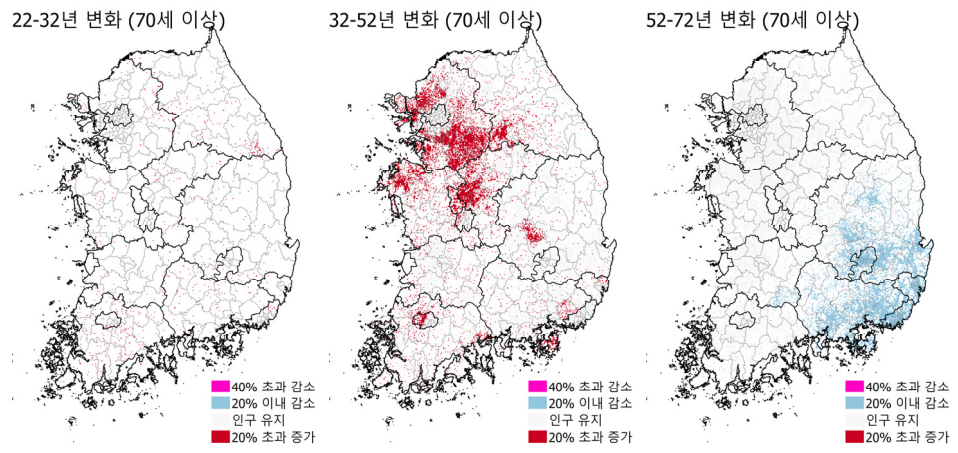 22-32년 변화 (70세 이상)
32-52년 변화 (70세 이상)
52-72년 변화 (70세 이상)
40% 초과 감소
20% 이내 감소
인구 유지
20% 초과 증가
40% 초과 감소
20% 이내 감소
인구 유지
20% 초과 증가
40% 초과 감소
20% 이내 감소
인구 유지
20% 초과 증가